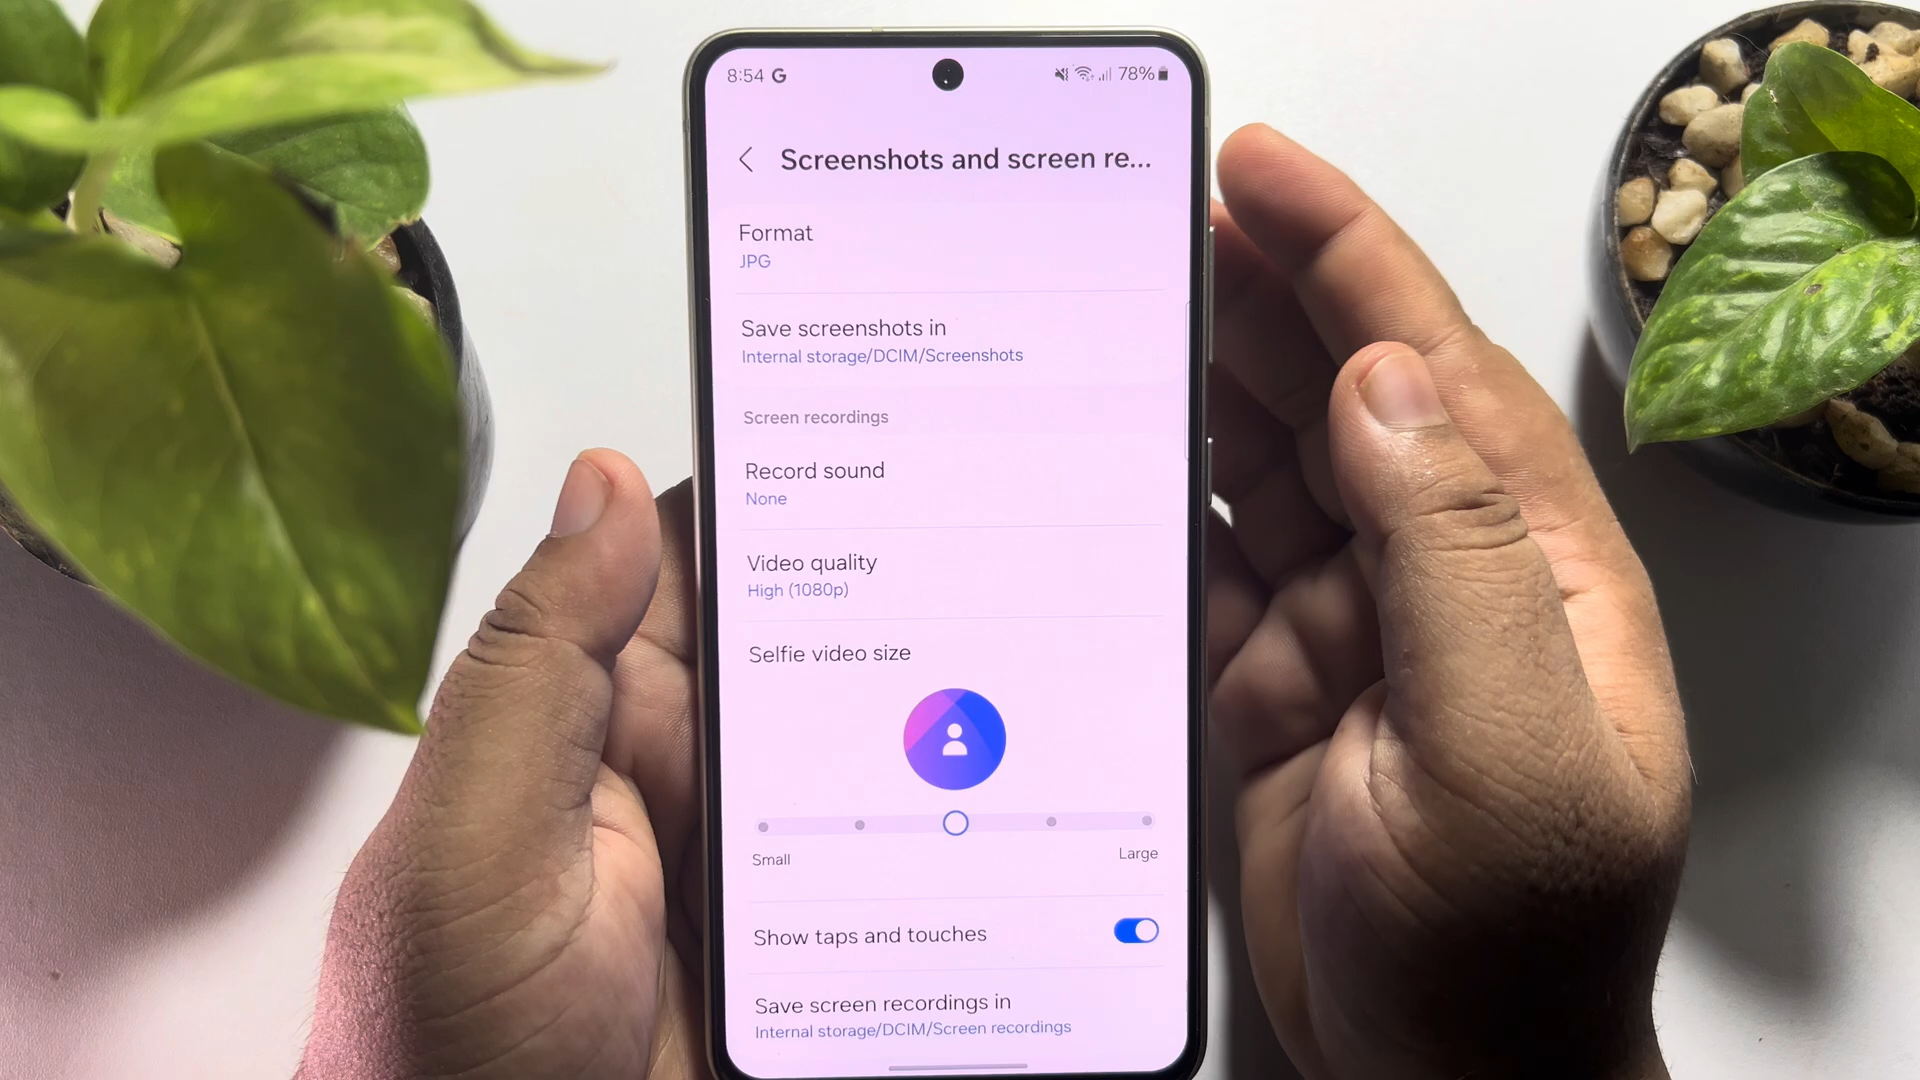 8:54 G 78%
Screenshots and screen re...
Format
JPG
Save screenshots in
Internal storage/DCIM/Screenshots
Screen recordings
Record sound
None
Video quality
High (1080p)
Selfie video size
Small Large
Show taps and touches
Save screen recordings in
Internal storage/DCIM/Screen recordings